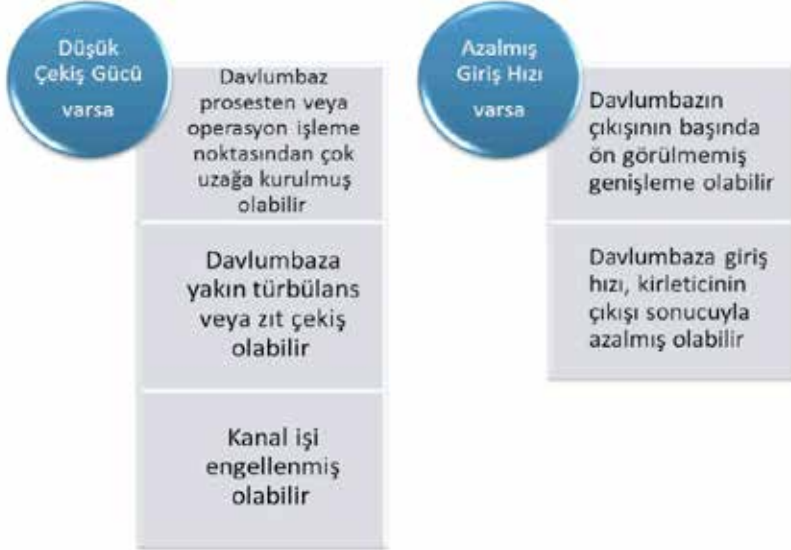 Düşük
Çekiş Gücü
varsa
Davlumbaz
prosesten veya
operasyon işleme
noktasından çok
uzağa kurulmuş
olabilir
Davlumbaza
yakın türbülans
veya zıt çekiş
olabilir
Kanal işi
engellenmiş
olabilir
Azalmış
Giriş Hızı
varsa
Davlumbazın
çıkışının başında
ön görülmemiş
genişleme olabilir
Davlumbaza giriş
hızı, kirleticinin
çıkışı sonucuyla
azalmış olabilir